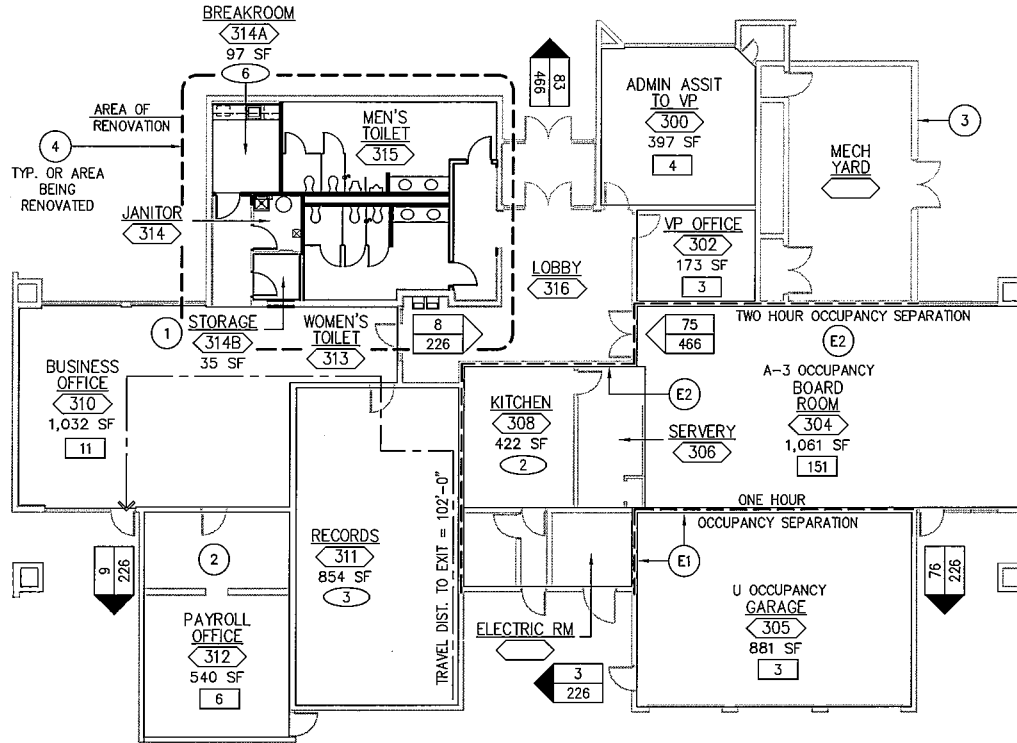 BREAKROOM
314A
97 SF
6
AREA OF
RENOVATION
4
TYP. OR AREA
BEING
RENOVATED
MEN'S
TOILET
315
JANITOR
314
83
466
ADMIN ASSIT
TO VP
300
397 SF
4
3
MECH
YARD
VP OFFICE
302
173 SF
3
LOBBY
316
1
STORAGE
314B
35 SF
WOMEN'S
TOILET
313
8
226
75
466
TWO HOUR OCCUPANCY SEPARATION
E2
A-3 OCCUPANCY
BOARD
ROOM
304
1,061 SF
151
BUSINESS
OFFICE
310
1,032 SF
11
KITCHEN
308
422 SF
2
E2
SERVERY
306
ONE HOUR
OCCUPANCY SEPARATION
E1
RECORDS
311
854 SF
3
TRAVEL DIST. TO EXIT = 102'-0"
9
226
2
PAYROLL
OFFICE
312
540 SF
6
ELECTRIC RM
3
226
U OCCUPANCY
GARAGE
305
881 SF
3
76
226